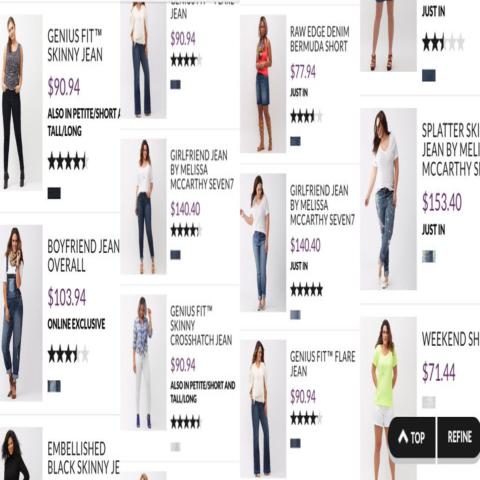 GENIUS FIT™
SKINNY JEAN
$90.94
ALSO IN PETITE/SHORT
TALL/LONG
BOYFRIEND JEAN
OVERALL
$103.94
ONLINE EXCLUSIVE
EMBELLISHED
BLACK SKINNY JE
GENIUS FIT™ FLARE
JEAN
$90.94
GIRLFRIEND JEAN
BY MELISSA
MCCARTHY SEVEN7
$140.40
GENIUS FIT™
SKINNY
CROSSHATCH JEAN
$90.94
ALSO IN PETITE/SHORT AND
TALL/LONG
RAW EDGE DENIM
BERMUDA SHORT
$77.94
JUST IN
GIRLFRIEND JEAN
BY MELISSA
MCCARTHY SEVEN7
$140.40
JUST IN
GENIUS FIT™ FLARE
JEAN
$90.94
JUST IN
SPLATTER SKI
JEAN BY MELI
MCCARTHY S
$153.40
JUST IN
WEEKEND SH
$71.44
TOP
REFINE